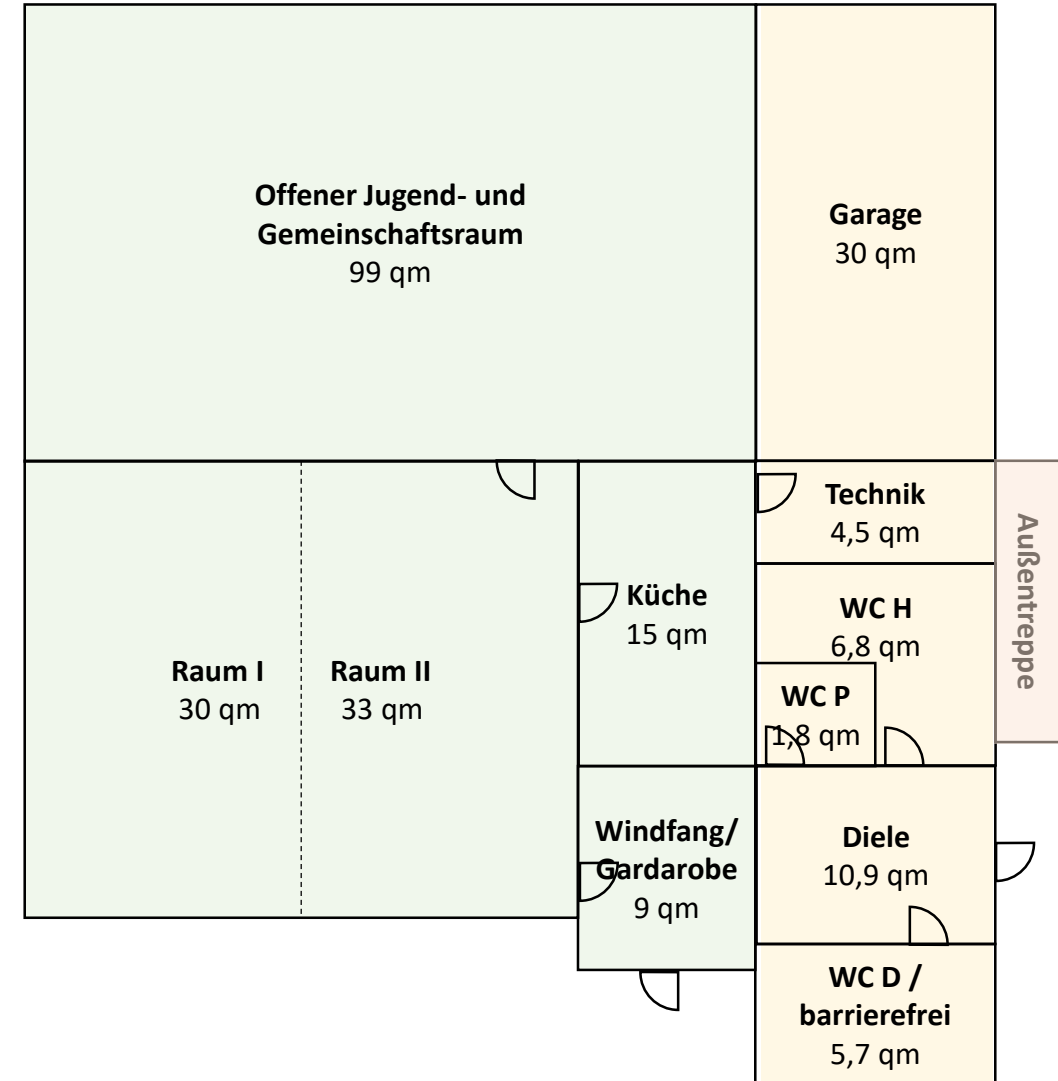 Offener Jugend- und
Gemeinschaftsraum
99 qm
Garage
30 qm
Technik
4,5 qm
Außentreppe
Küche
15 qm
WC H
6,8 qm
Raum I
30 qm
Raum II
33 qm
WC P
1,8 qm
Windfang/
Gardarobe
9 qm
Diele
10,9 qm
WC D /
barrierefrei
5,7 qm